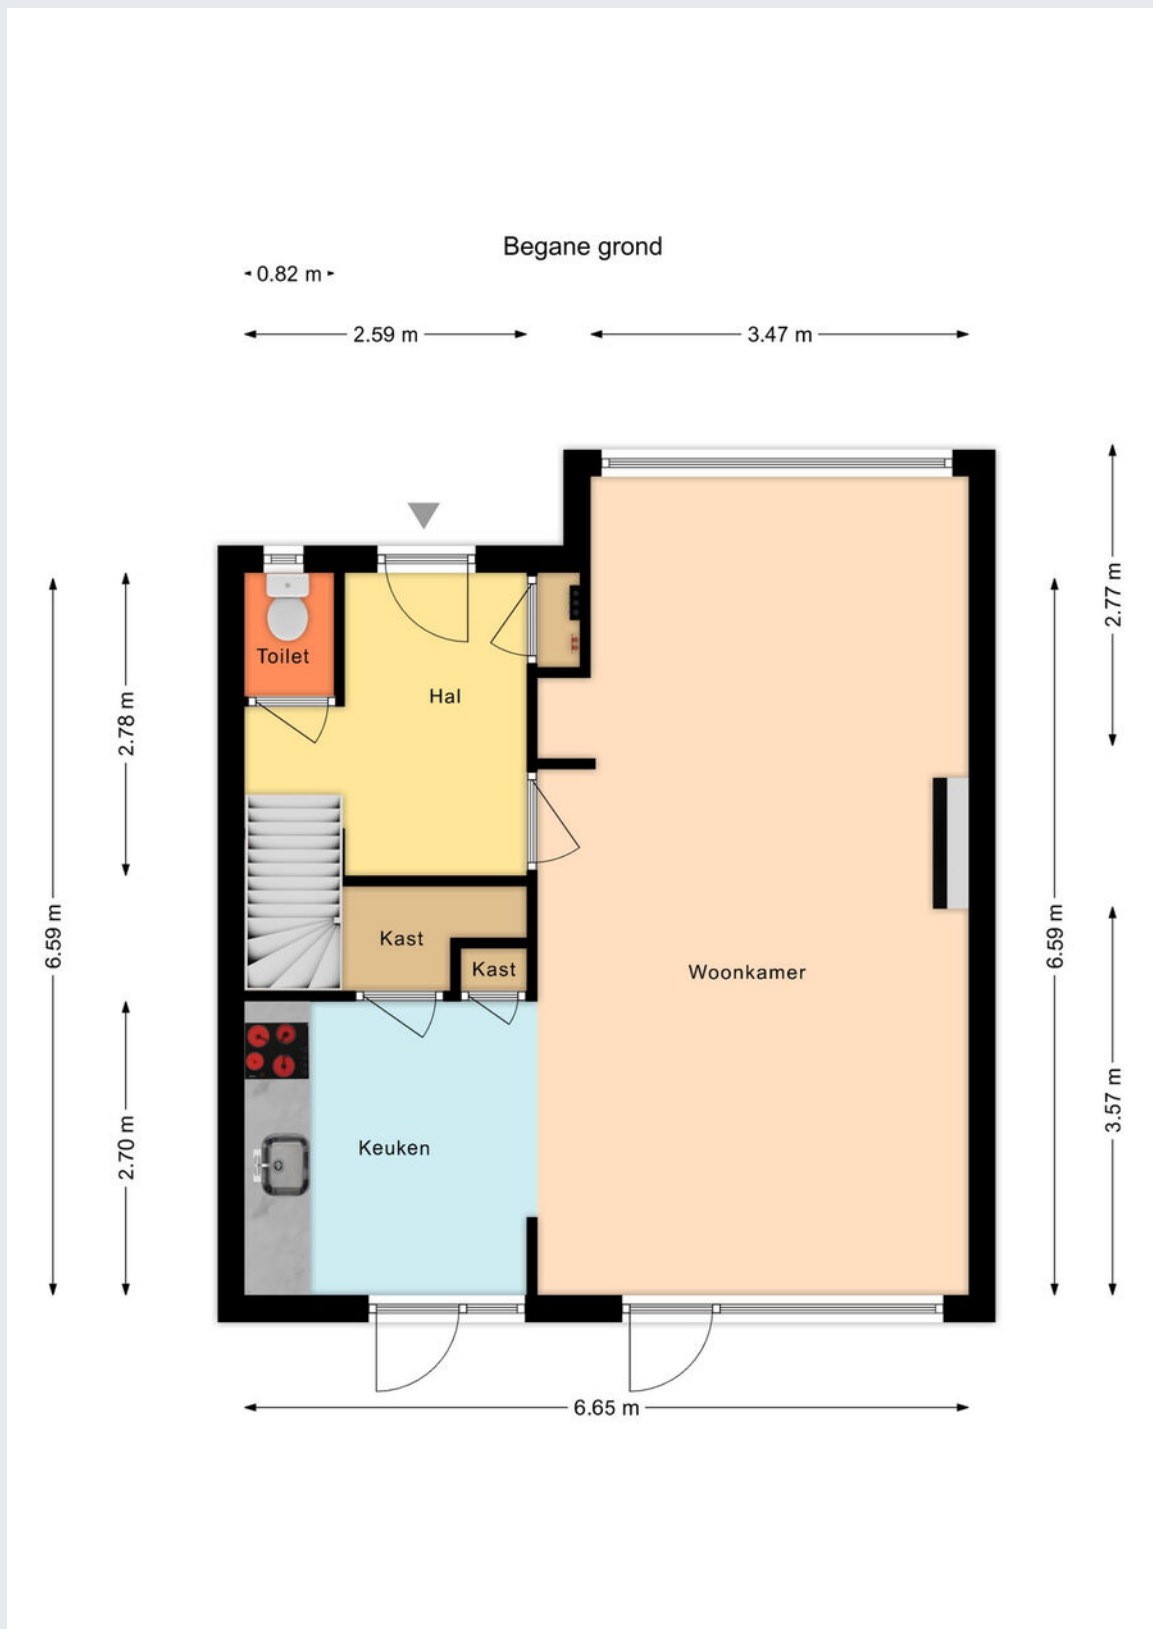 Begane grond
0.82 m
2.59 m
3.47 m
2.77 m
Toilet
Hal
2.78 m
6.59 m
6.59 m
Kast
Kast
Woonkamer
3.57 m
2.70 m
Keuken
6.65 m